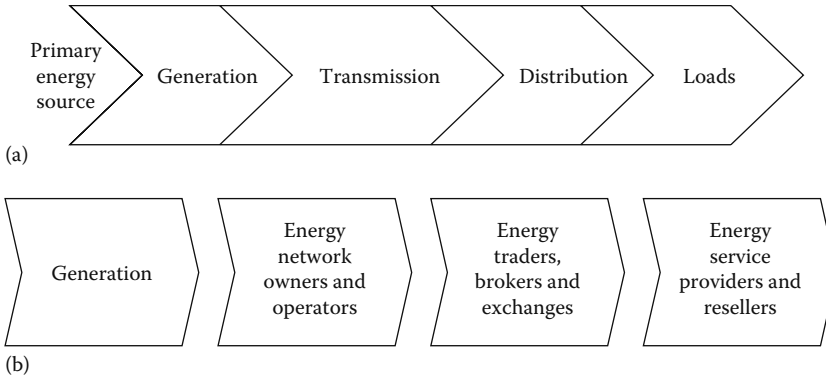 Primary
energy
source
Generation
Transmission
Distribution
Loads
(a)
Generation
Energy
network
owners and
operators
Energy
traders,
brokers and
exchanges
Energy
service
providers and
resellers
(b)